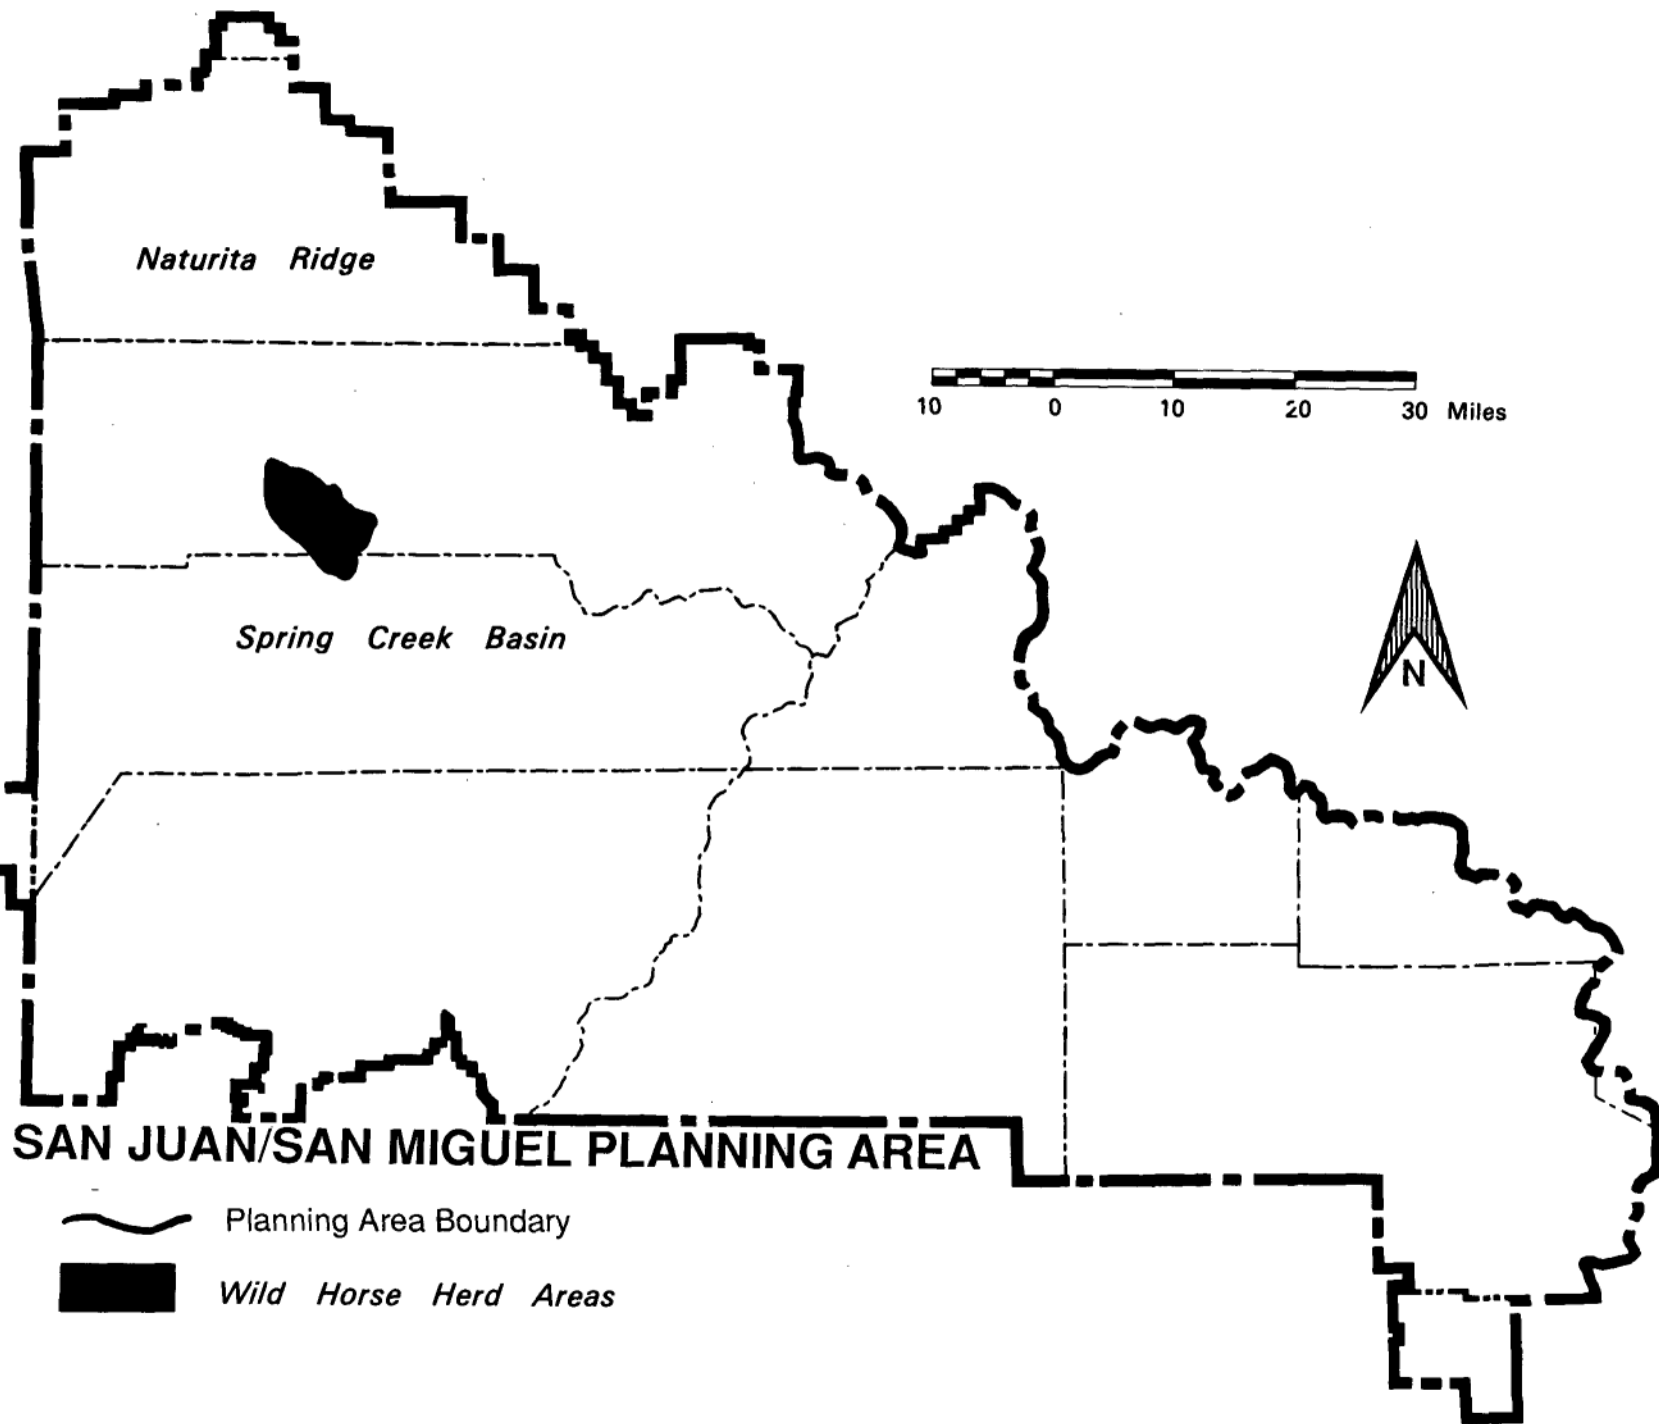 Naturita Ridge
10 0 10 20 30 Miles
Spring Creek Basin
N
SAN JUAN/SAN MIGUEL PLANNING AREA
Planning Area Boundary
Wild Horse Herd Areas